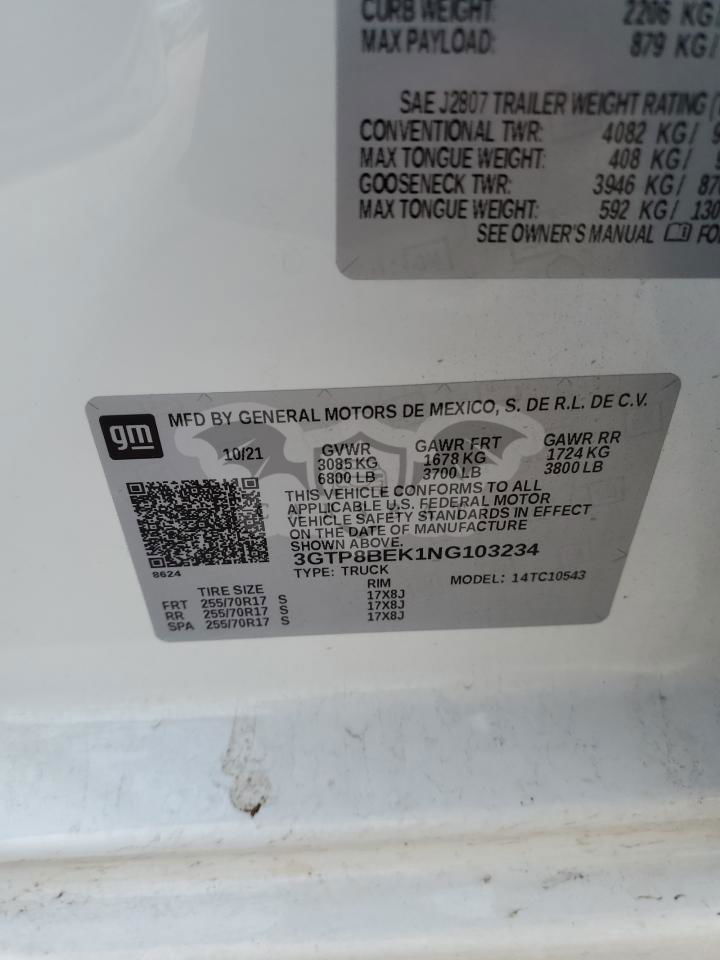 CURB WEIGHT: 2206 KG/
MAX PAYLOAD: 879 KG/
SAE J2807 TRAILER WEIGHT RATING
CONVENTIONAL TWR: 4082 KG/ 9
MAX TONGUE WEIGHT: 408 KG/
GOOSENECK TWR: 3946 KG/ 870
MAX TONGUE WEIGHT: 592 KG/ 130
SEE OWNER'S MANUAL FO
gm
MFD BY GENERAL MOTORS DE MEXICO, S. DE R.L. DE C.V.
10/21 GVWR GAWR FRT GAWR RR
3085 KG 1678 KG 1724 KG
6800 LB 3700 LB 3800 LB
THIS VEHICLE CONFORMS TO ALL
APPLICABLE U.S. FEDERAL MOTOR
VEHICLE SAFETY STANDARDS IN EFFECT
ON THE DATE OF MANUFACTURE
SHOWN ABOVE.
3GTP8BEK1NG103234
8624
TYPE: TRUCK MODEL: 14TC10543
TIRE SIZE RIM
FRT 255/70R17 S 17X8J
RR 255/70R17 S 17X8J
SPA 255/70R17 S 17X8J